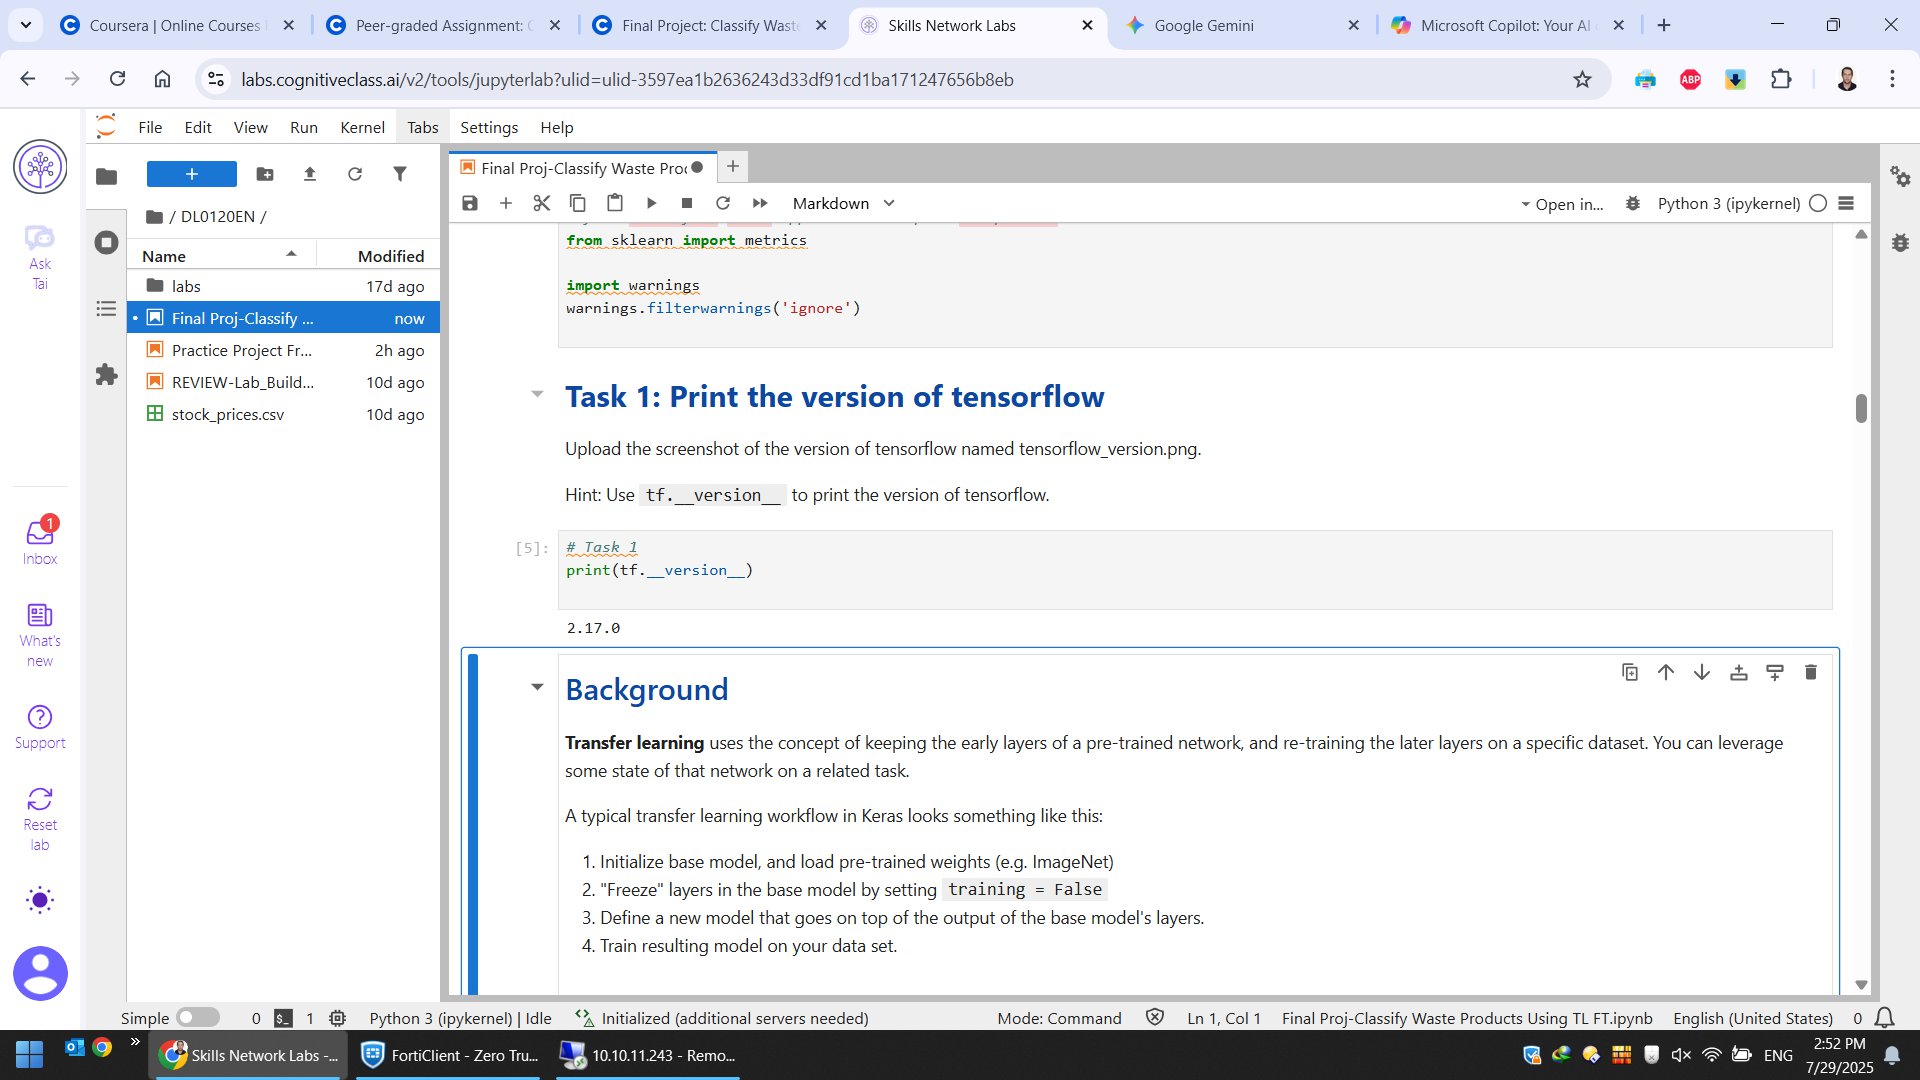 Coursera | Online Courses
Peer-graded Assignment:
Final Project: Classify Waste
Skills Network Labs
Google Gemini
Microsoft Copilot: Your AI
labs.cognitiveclass.ai/v2/tools/jupyterlab?ulid=ulid-3597ea1b2636243d33df91cd1ba171247656b8eb
ABP
File Edit View Run Kernel Tabs Settings Help
Ask
Tai
1
Inbox
What's
new
Support
Reset
lab
+
/ DL0120EN /
Name Modified
labs 17d ago
Final Proj-Classify ... now
Practice Project Fr... 2h ago
REVIEW-Lab_Build... 10d ago
stock_prices.csv 10d ago
Final Proj-Classify Waste Proc
Markdown
Open in...
Python 3 (ipykernel)
from sklearn import metrics
import warnings
warnings.filterwarnings('ignore')
Task 1: Print the version of tensorflow
Upload the screenshot of the version of tensorflow named tensorflow_version.png.
Hint: Use tf.__version__ to print the version of tensorflow.
[5]: # Task 1
print(tf.__version__)
2.17.0
Background
Transfer learning uses the concept of keeping the early layers of a pre-trained network, and re-training the later layers on a specific dataset. You can leverage
some state of that network on a related task.
A typical transfer learning workflow in Keras looks something like this:
1. Initialize base model, and load pre-trained weights (e.g. ImageNet)
2. "Freeze" layers in the base model by setting training = False
3. Define a new model that goes on top of the output of the base model's layers.
4. Train resulting model on your data set.
Simple 0 1 Python 3 (ipykernel) | Idle Initialized (additional servers needed) Mode: Command Ln 1, Col 1 Final Proj-Classify Waste Products Using TL FT.ipynb English (United States) 0
Skills Network Labs -...
FortiClient - Zero Tru...
10.10.11.243 - Remo...
ENG
2:52 PM
7/29/2025